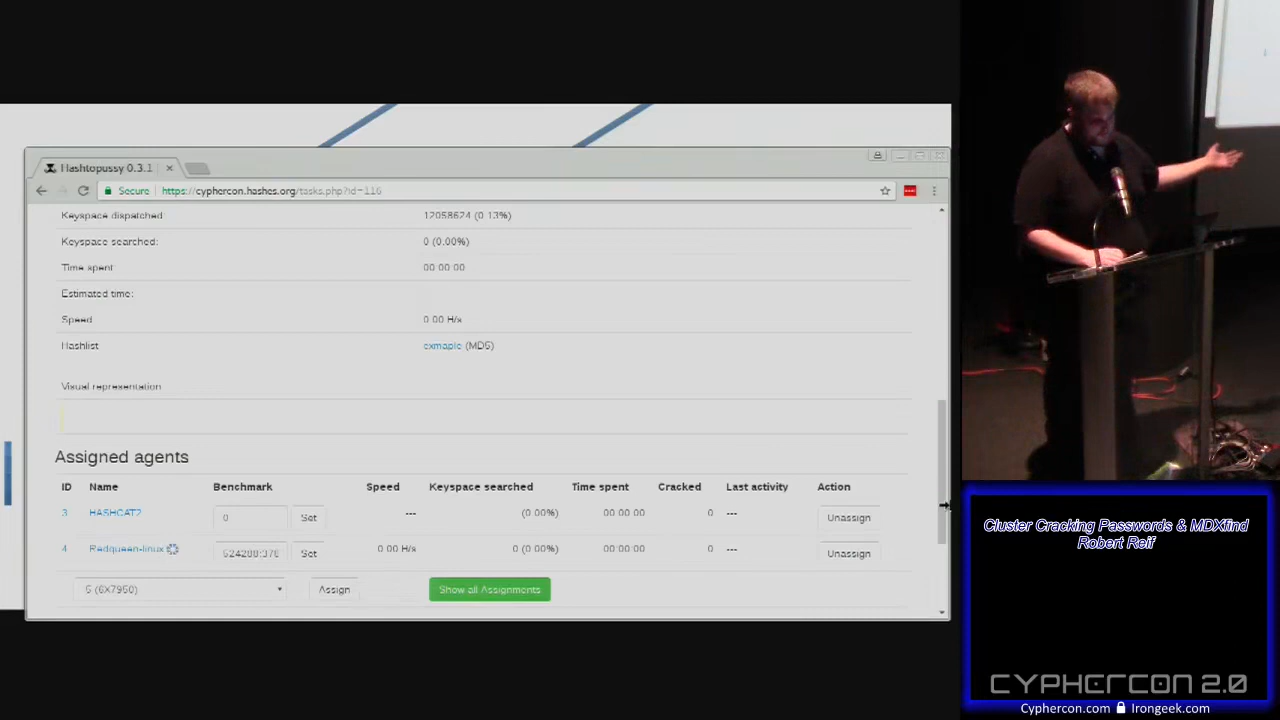 Hashtopussy 0.3.1
Secure https://cyphercon.hashes.org/tasks.php?id=116
Keyspace dispatched 12058624 (0.13%)
Keyspace searched: 0 (0.00%)
Time spent: 00:00:00
Estimated time:
Speed 0.00 H/s
Hashlist exmaple (MD5)
Visual representation
Assigned agents
ID Name Benchmark Speed Keyspace searched Time spent Cracked Last activity Action
3 HASHCAT2 0 Set --- (0.00%) 00:00:00 0 --- Unassign
4 Redqueen-linux 524288:378 Set 0.00 H/s 0 (0.00%) 00:00:00 0 --- Unassign
5 (6X7950) Assign Show all Assignments
Cluster Cracking Passwords & MDXfind
Robert Reif
CYPHERCON 2.0
Cyphercon.com Irongeek.com